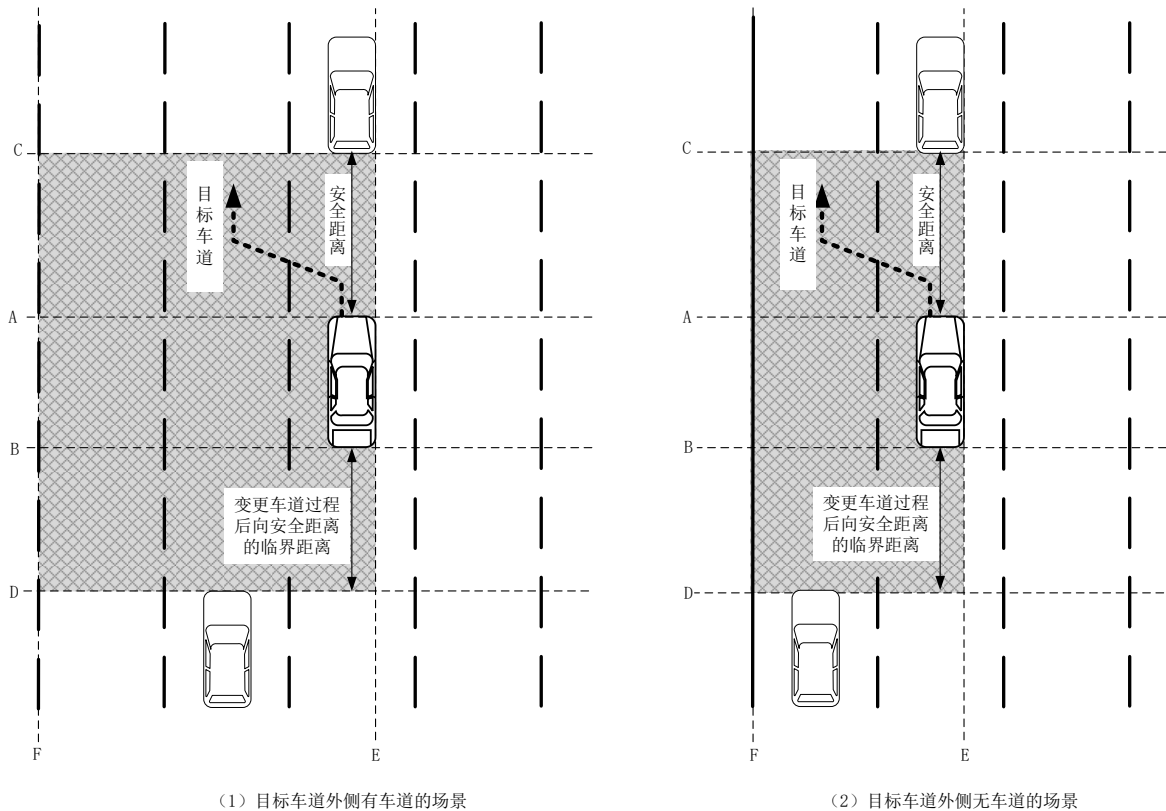 C
目标车道
安全距离
A
B
变更车道过程
后向安全距离
的临界距离
D
F
E
（1）目标车道外侧有车道的场景
C
目标车道
安全距离
A
B
变更车道过程
后向安全距离
的临界距离
D
F
E
（2）目标车道外侧无车道的场景